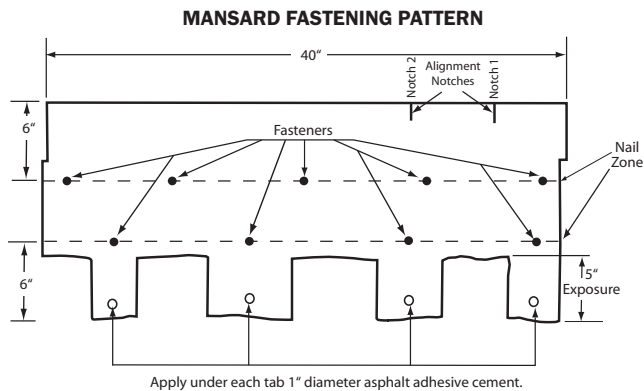 MANSARD FASTENING PATTERN
40“
Notch 2
Alignment
Notches
Notch 1
6“
Fasteners
Nail
Zone
6“
5“
Exposure
Apply under each tab 1“ diameter asphalt adhesive cement.